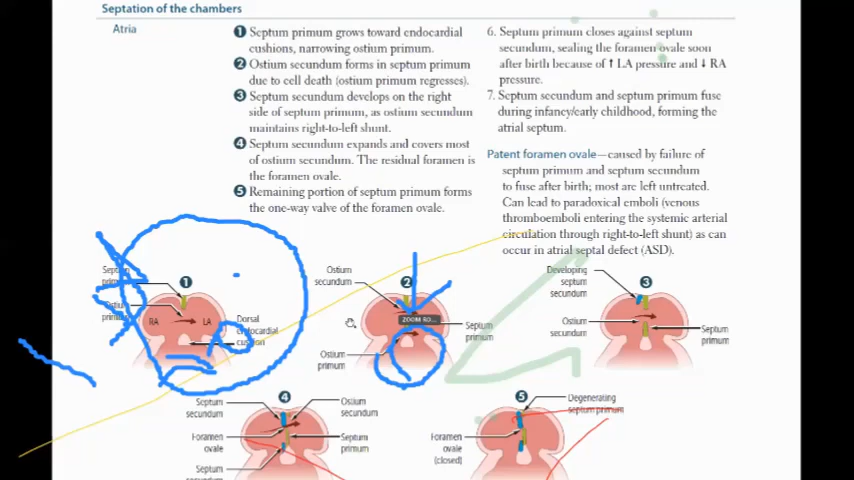 Septation of the chambers
Atria
1 Septum primum grows toward endocardial
cushions, narrowing ostium primum.
2 Ostium secundum forms in septum primum
due to cell death (ostium primum regresses).
3 Septum secundum develops on the right
side of septum primum, as ostium secundum
maintains right-to-left shunt.
4 Septum secundum expands and covers most
of ostium secundum. The residual foramen is
the foramen ovale.
5 Remaining portion of septum primum forms
the one-way valve of the foramen ovale.
6. Septum primum closes against septum
secundum, sealing the foramen ovale soon
after birth because of ↑ LA pressure and ↓ RA
pressure.
7. Septum secundum and septum primum fuse
during infancy/early childhood, forming the
atrial septum.
Patent foramen ovale—caused by failure of
septum primum and septum secundum
to fuse after birth; most are left untreated.
Can lead to paradoxical emboli (venous
thromboemboli entering the systemic arterial
circulation through right-to-left shunt) as can
occur in atrial septal defect (ASD).
1
Septum
primum
Ostium
primum
RA
LA
Dorsal
endocardial
cushion
2
Ostium
secundum
ZOOM SO...
Septum
primum
Ostium
primum
3
Developing
septum
secundum
Ostium
secundum
Septum
primum
4
Septum
secundum
Ostium
secundum
Foramen
ovale
Septum
primum
Septum
5
Degenerating
septum primum
Foramen
ovale
(closed)